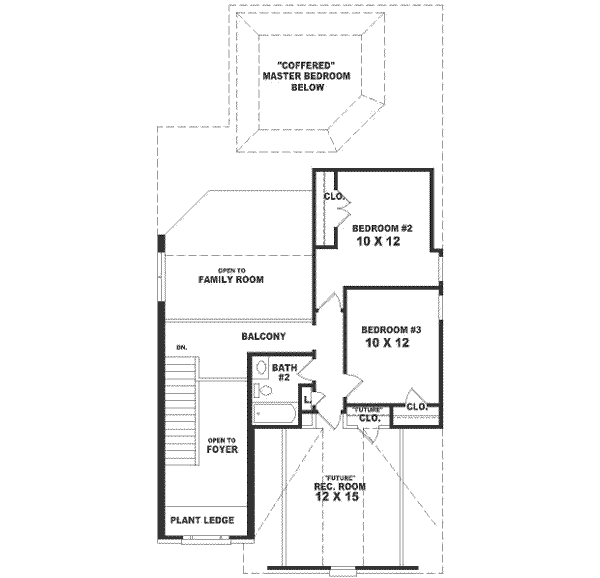 "COFFERED"
MASTER BEDROOM
BELOW
CLO.
BEDROOM #2
10 X 12
OPEN TO
FAMILY ROOM
BEDROOM #3
10 X 12
BALCONY
DN.
BATH
#2
L.
CLO.
"FUTURE"
CLO.
OPEN TO
FOYER
"FUTURE"
REC. ROOM
12 X 15
PLANT LEDGE